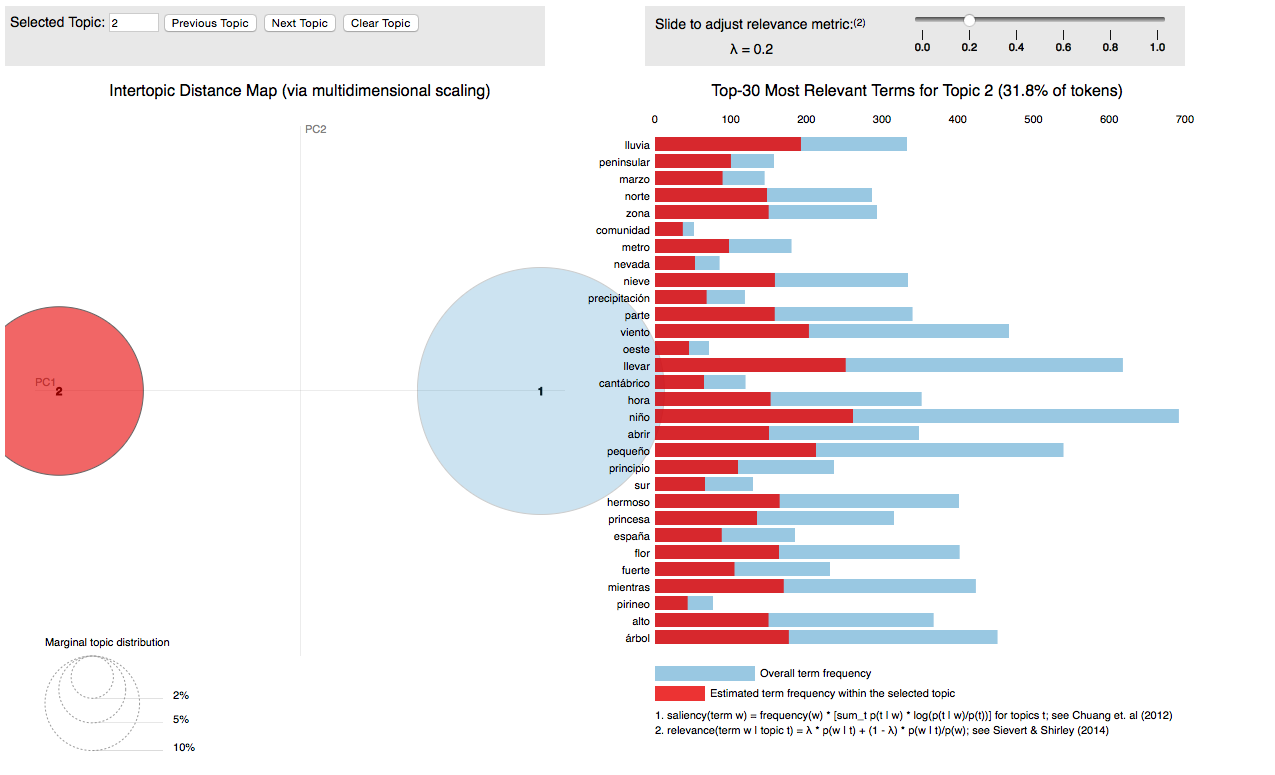 Selected Topic: 2 Previous Topic Next Topic Clear Topic
Slide to adjust relevance metric:(2)
λ = 0.2
0.0 0.2 0.4 0.6 0.8 1.0
Intertopic Distance Map (via multidimensional scaling)
PC2
PC1
2
1
Marginal topic distribution
2%
5%
10%
Top-30 Most Relevant Terms for Topic 2 (31.8% of tokens)
0 100 200 300 400 500 600 700
lluvia
peninsular
marzo
norte
zona
comunidad
metro
nevada
nieve
precipitación
parte
viento
oeste
llevar
cantábrico
hora
niño
abrir
pequeño
principio
sur
hermoso
princesa
españa
flor
fuerte
mientras
pirineo
alto
árbol
Overall term frequency
Estimated term frequency within the selected topic
1. saliency(term w) = frequency(w) * [sum_t p(t | w) * log(p(t | w)/p(t))] for topics t; see Chuang et. al (2012)
2. relevance(term w | topic t) = λ * p(w | t) + (1 - λ) * p(w | t)/p(w); see Sievert & Shirley (2014)